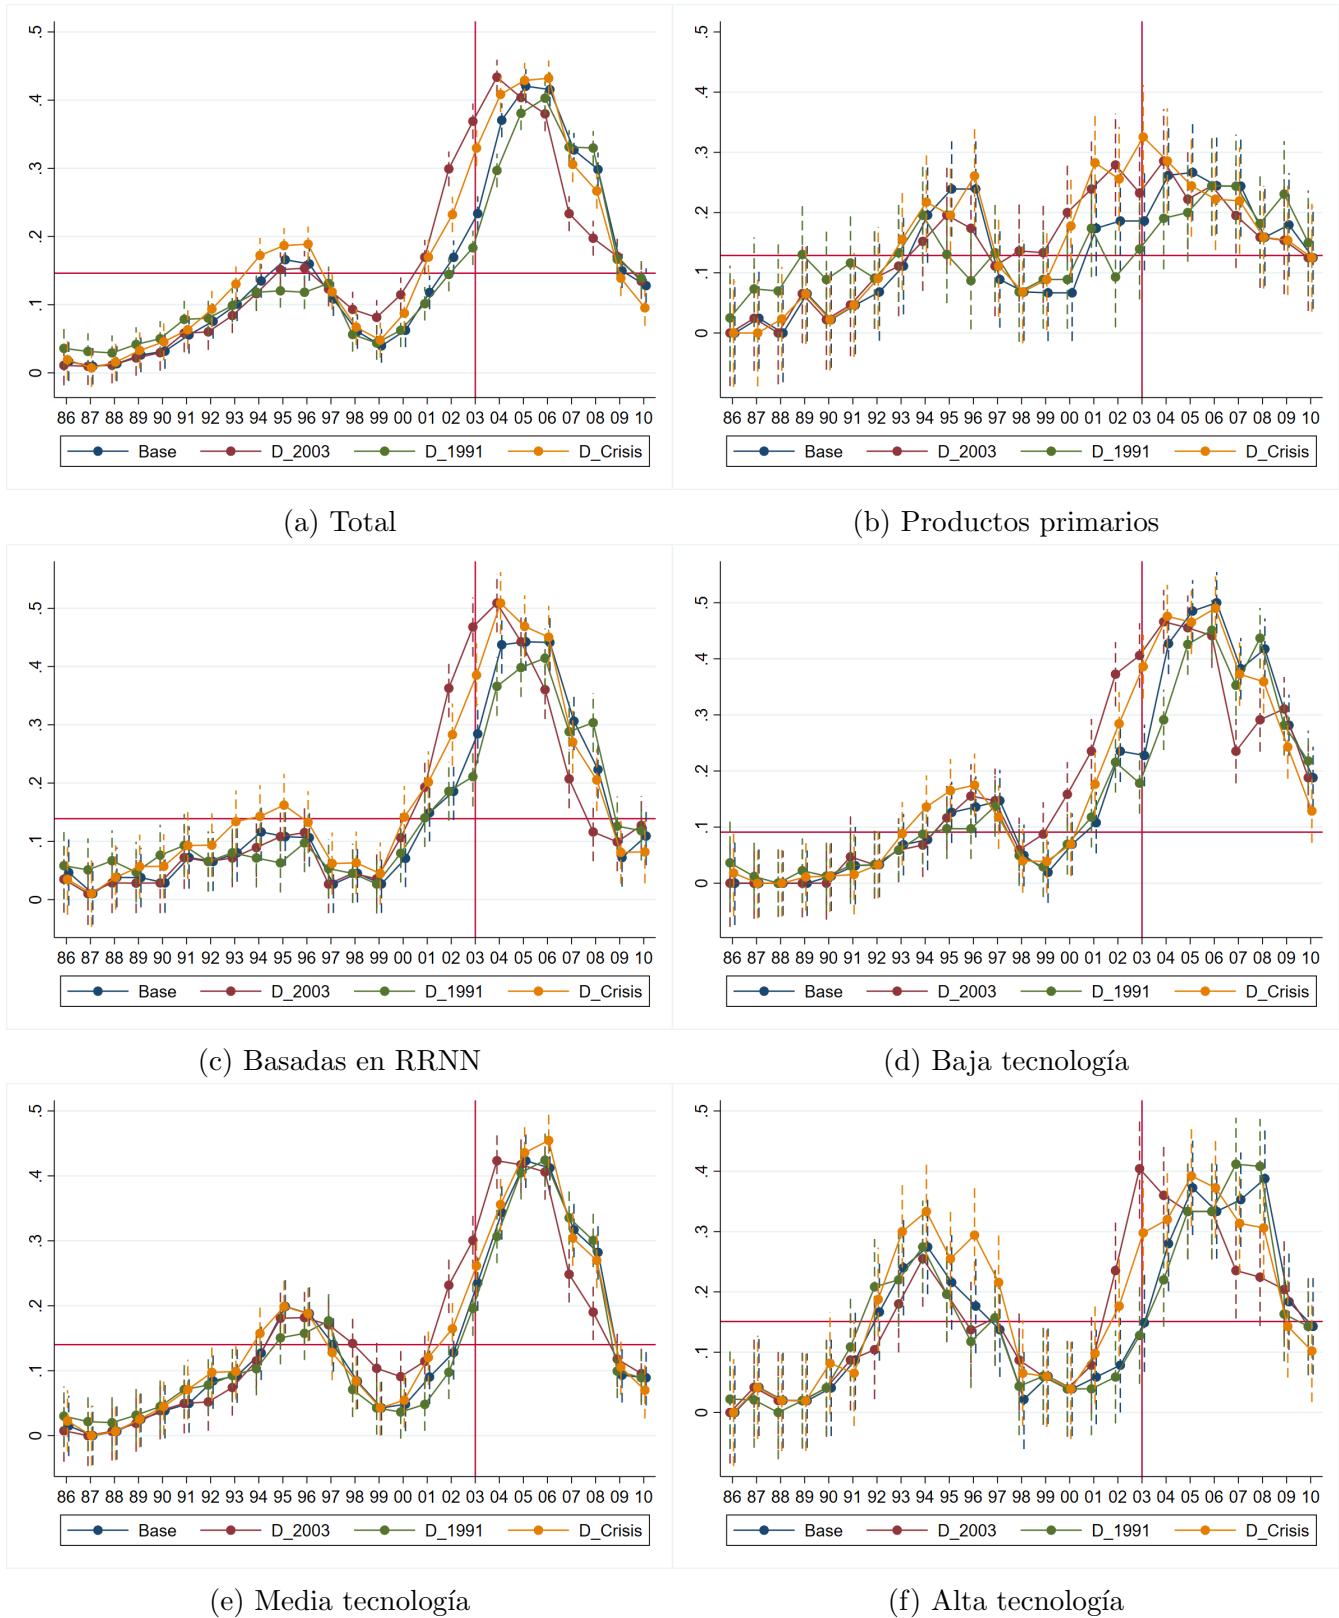 .5
.4
.3
.2
.1
0
86 87 88 89 90 91 92 93 94 95 96 97 98 99 00 01 02 03 04 05 06 07 08 09 10
Base D_2003 D_1991 D_Crisis
(a) Total
.5
.4
.3
.2
.1
0
86 87 88 89 90 91 92 93 94 95 96 97 98 99 00 01 02 03 04 05 06 07 08 09 10
Base D_2003 D_1991 D_Crisis
(b) Productos primarios
.5
.4
.3
.2
.1
0
86 87 88 89 90 91 92 93 94 95 96 97 98 99 00 01 02 03 04 05 06 07 08 09 10
Base D_2003 D_1991 D_Crisis
(c) Basadas en RRNN
.5
.4
.3
.2
.1
0
86 87 88 89 90 91 92 93 94 95 96 97 98 99 00 01 02 03 04 05 06 07 08 09 10
Base D_2003 D_1991 D_Crisis
(d) Baja tecnología
.5
.4
.3
.2
.1
0
86 87 88 89 90 91 92 93 94 95 96 97 98 99 00 01 02 03 04 05 06 07 08 09 10
Base D_2003 D_1991 D_Crisis
(e) Media tecnología
.5
.4
.3
.2
.1
0
86 87 88 89 90 91 92 93 94 95 96 97 98 99 00 01 02 03 04 05 06 07 08 09 10
Base D_2003 D_1991 D_Crisis
(f) Alta tecnología